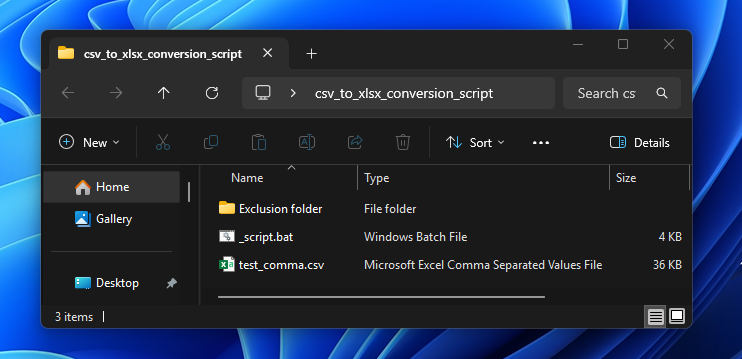 csv_to_xlsx_conversion_script
csv_to_xlsx_conversion_script Search cs
New Sort Details
Home Name Type Size
Gallery Exclusion folder File folder
_script.bat Windows Batch File 4 KB
Desktop test_comma.csv Microsoft Excel Comma Separated Values File 36 KB
3 items